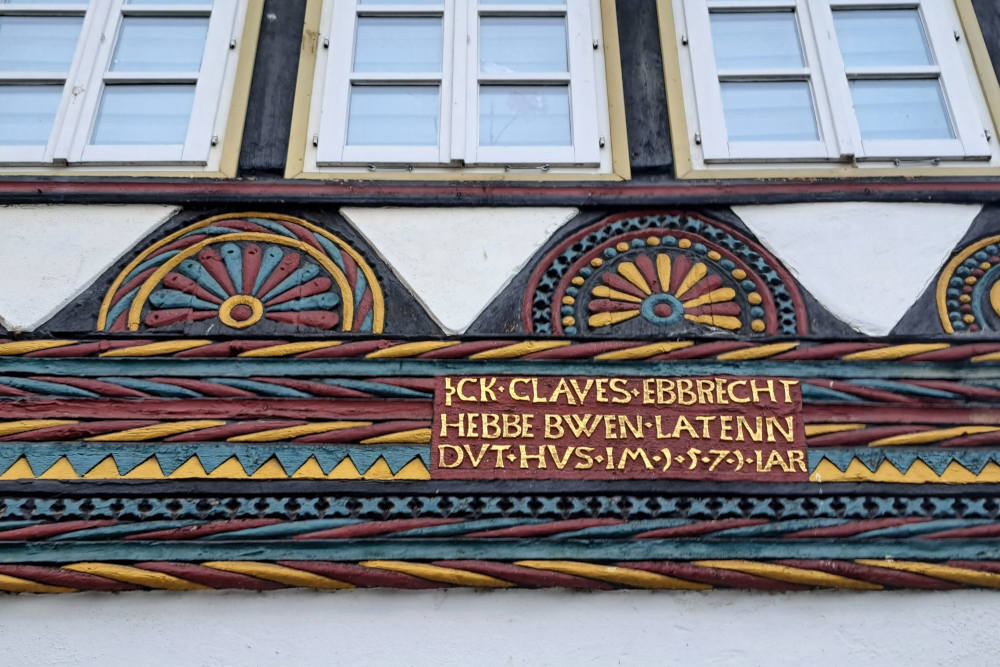 ICK·CLAVES·EBBRECHT
HEBBE BWEN·LATENN
DVT·HVS·IM·1·5·7·1·IAR